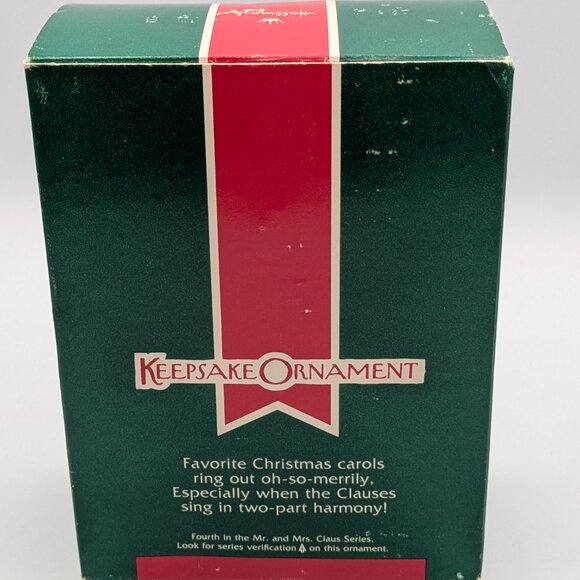 Hallmark
KEEPSAKE ORNAMENT
Favorite Christmas carols
ring out oh-so-merrily,
Especially when the Clauses
sing in two-part harmony!
Fourth in the Mr. and Mrs. Claus Series.
Look for series verification on this ornament.